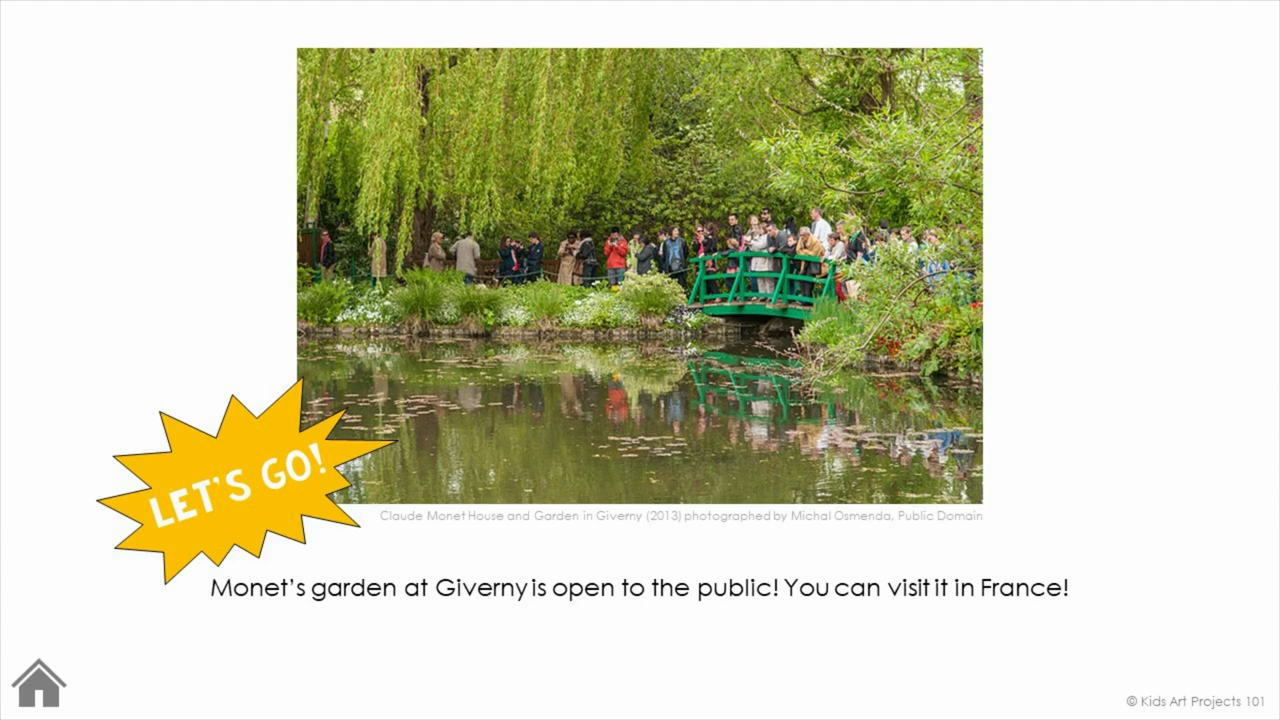 LET'S GO!
Claude Monet House and Garden in Giverny (2013) photographed by Michal Osmenda, Public Domain
Monet's garden at Giverny is open to the public! You can visit it in France!
© Kids Art Projects 101